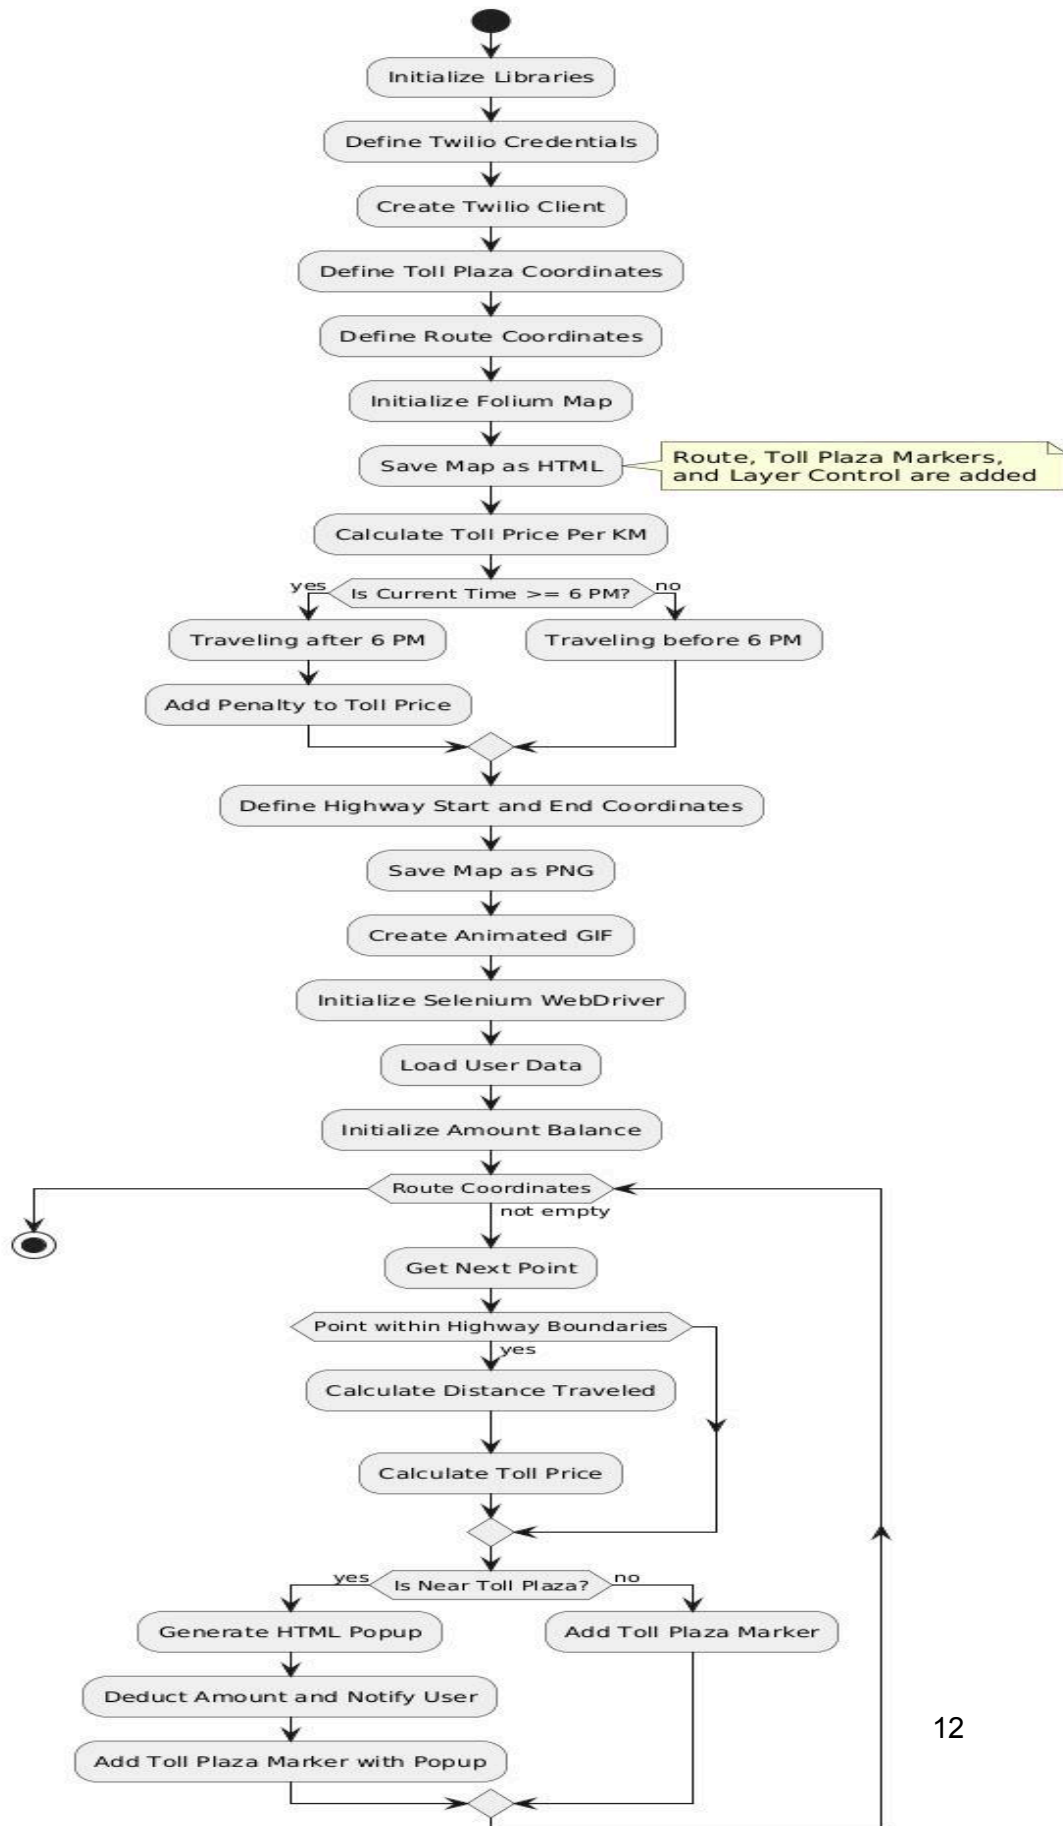 Initialize Libraries
Define Twilio Credentials
Create Twilio Client
Define Toll Plaza Coordinates
Define Route Coordinates
Initialize Folium Map
Save Map as HTML
Route, Toll Plaza Markers,
and Layer Control are added
Calculate Toll Price Per KM
yes
Is Current Time >= 6 PM?
no
Traveling after 6 PM
Traveling before 6 PM
Add Penalty to Toll Price
Define Highway Start and End Coordinates
Save Map as PNG
Create Animated GIF
Initialize Selenium WebDriver
Load User Data
Initialize Amount Balance
Route Coordinates
not empty
Get Next Point
Point within Highway Boundaries
yes
Calculate Distance Traveled
Calculate Toll Price
yes
Is Near Toll Plaza?
no
Generate HTML Popup
Add Toll Plaza Marker
Deduct Amount and Notify User
12
Add Toll Plaza Marker with Popup